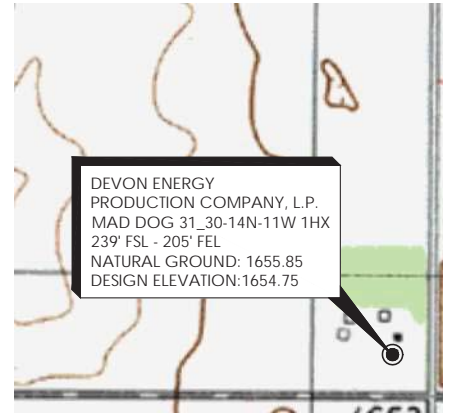 DEVON ENERGY
PRODUCTION COMPANY, L.P.
MAD DOG 31_30-14N-11W 1HX
239' FSL - 205' FEL
NATURAL GROUND: 1655.85
DESIGN ELEVATION:1654.75